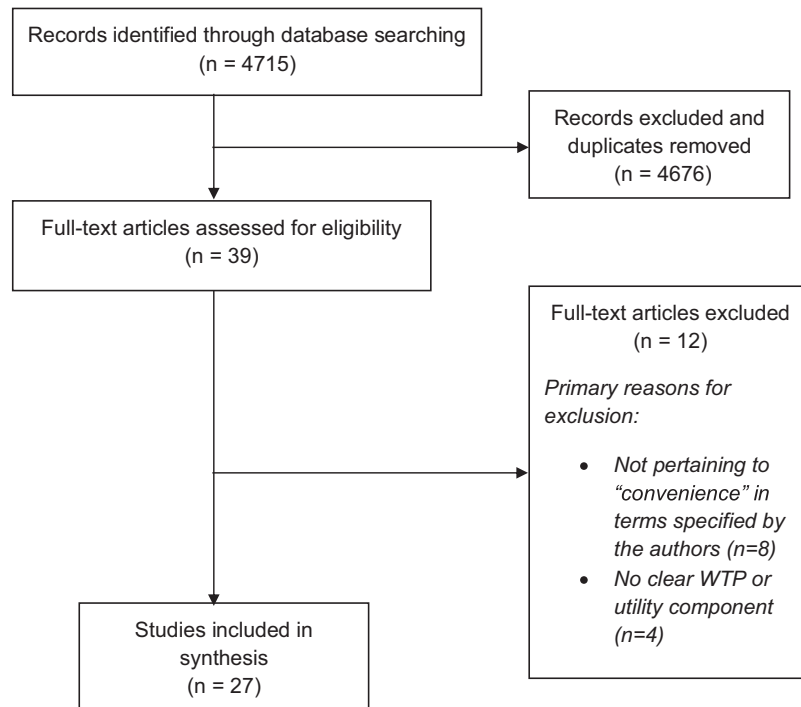 Records identified through database searching
(n = 4715)
Records excluded and
duplicates removed
(n = 4676)
Full-text articles assessed for eligibility
(n = 39)
Full-text articles excluded
(n = 12)
Primary reasons for
exclusion:
• Not pertaining to
“convenience” in
terms specified by
the authors (n=8)
• No clear WTP or
utility component
(n=4)
Studies included in
synthesis
(n = 27)